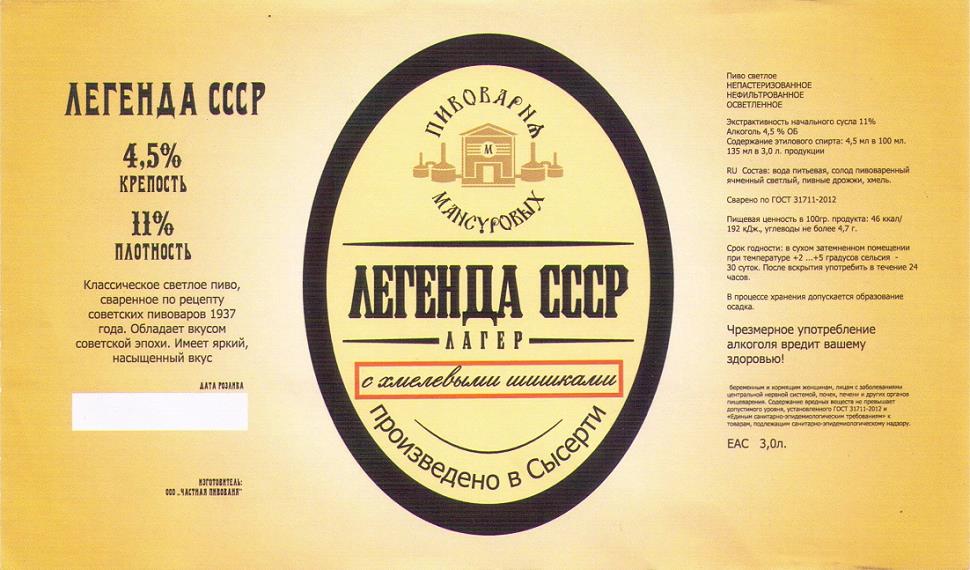 ЛЕГЕНДА СССР
4,5%
КРЕПОСТЬ
11%
ПЛОТНОСТЬ
Классическое светлое пиво,
сваренное по рецепту
советских пивоваров 1937
года. Обладает вкусом
советской эпохи. Имеет яркий,
насыщенный вкус
ДАТА РОЗЛИВА
ИЗГОТОВИТЕЛЬ:
ООО „ЧАСТНАЯ ПИВОВАНЯ"
ПИВОВАРНЯ
М
МАНСУРОВЫХ
ЛЕГЕНДА СССР
ЛАГЕР
с хмелевыми шишками
произведено в Сысерти
Пиво светлое
НЕПАСТЕРИЗОВАННОЕ
НЕФИЛЬТРОВАННОЕ
ОСВЕТЛЕННОЕ
Экстрактивность начального сусла 11%
Алкоголь 4,5 % ОБ
Содержание этилового спирта: 4,5 мл в 100 мл.
135 мл в 3,0 л. продукции
RU Состав: вода питьевая, солод пивоваренный
ячменный светлый, пивные дрожжи, хмель.
Сварено по ГОСТ 31711-2012
Пищевая ценность в 100гр. продукта: 46 ккал/
192 кДж., углеводы не более 4,7 г.
Срок годности: в сухом затемненном помещении
при температуре +2 ...+5 градусов сельсия -
30 суток. После вскрытия употребить в течение 24
часов.
В процессе хранения допускается образование
осадка.
Чрезмерное употребление
алкоголя вредит вашему
здоровью!
беременным и кормящим женщинам, лицам с заболеваниями
центральной нервной системой, почек, печени и других органов
пищеварения. Содержание вредных веществ не превышает
допустимого уровня, установленного ГОСТ 31711-2012 и
«Единым санитарно-эпидемиологическим требованиям» к
товарам, подлежащим санитарно-эпидемиологическому надзору.
ЕАС 3,0л.